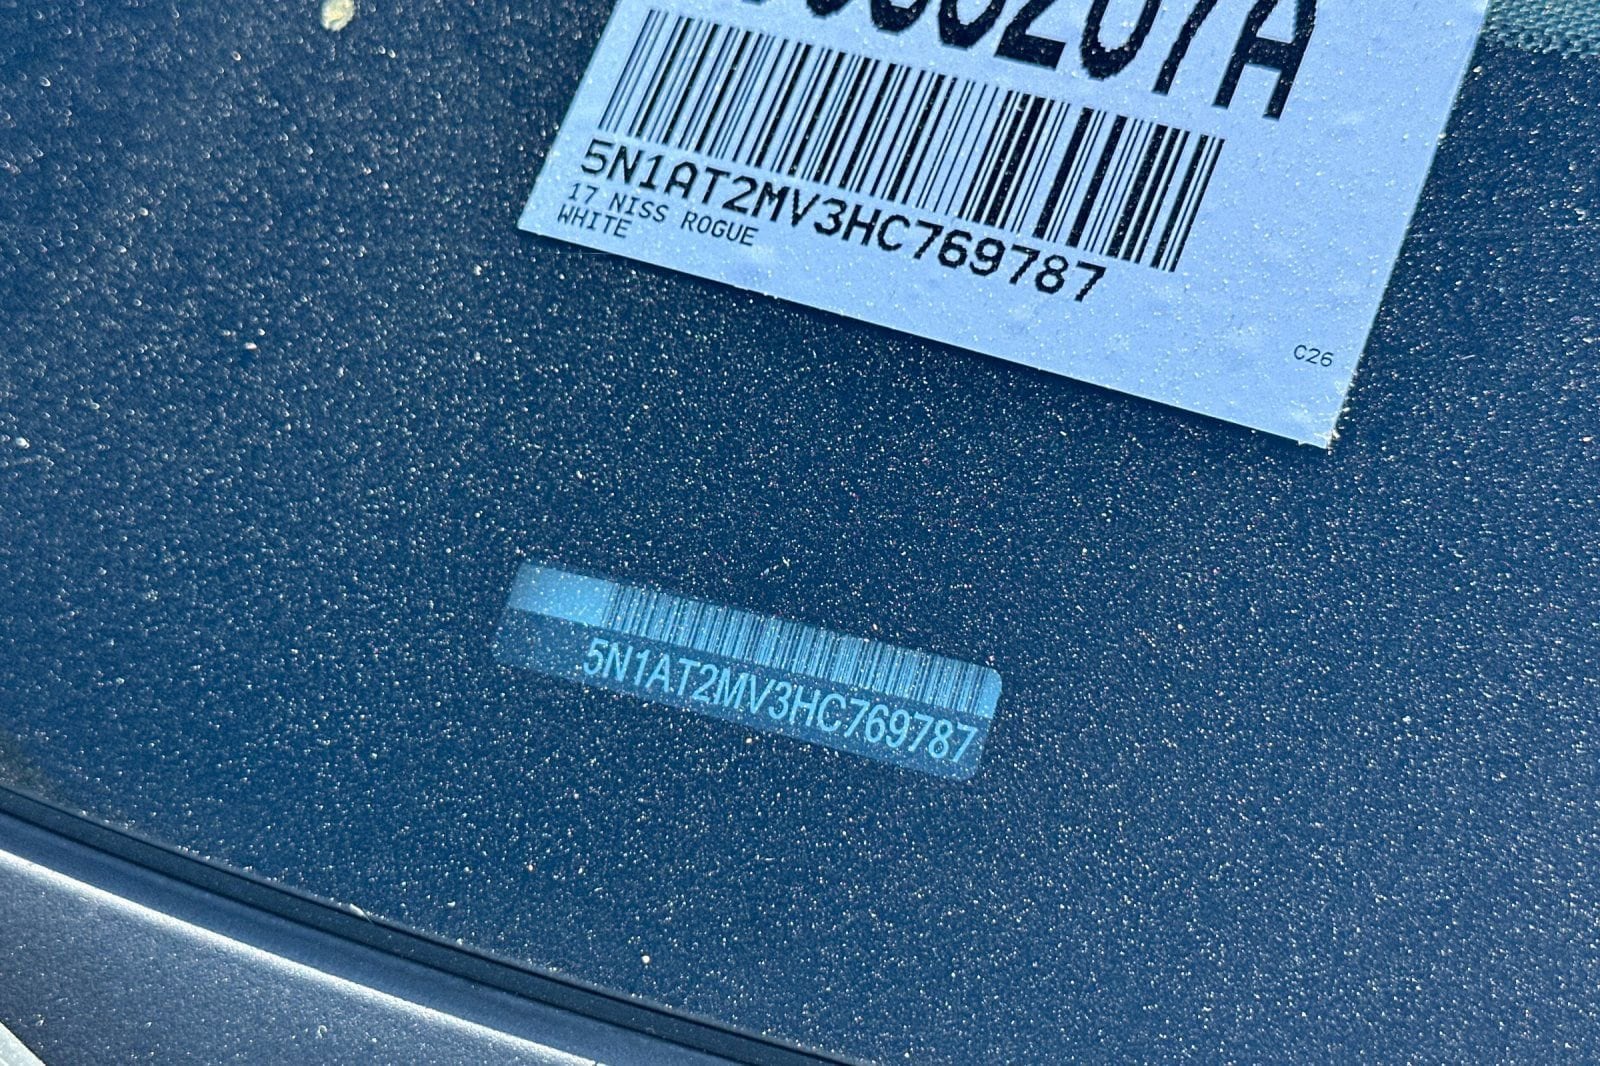 5N1AT2MV3HC769787
17 NISS ROGUE
WHITE
C26
5N1AT2MV3HC769787